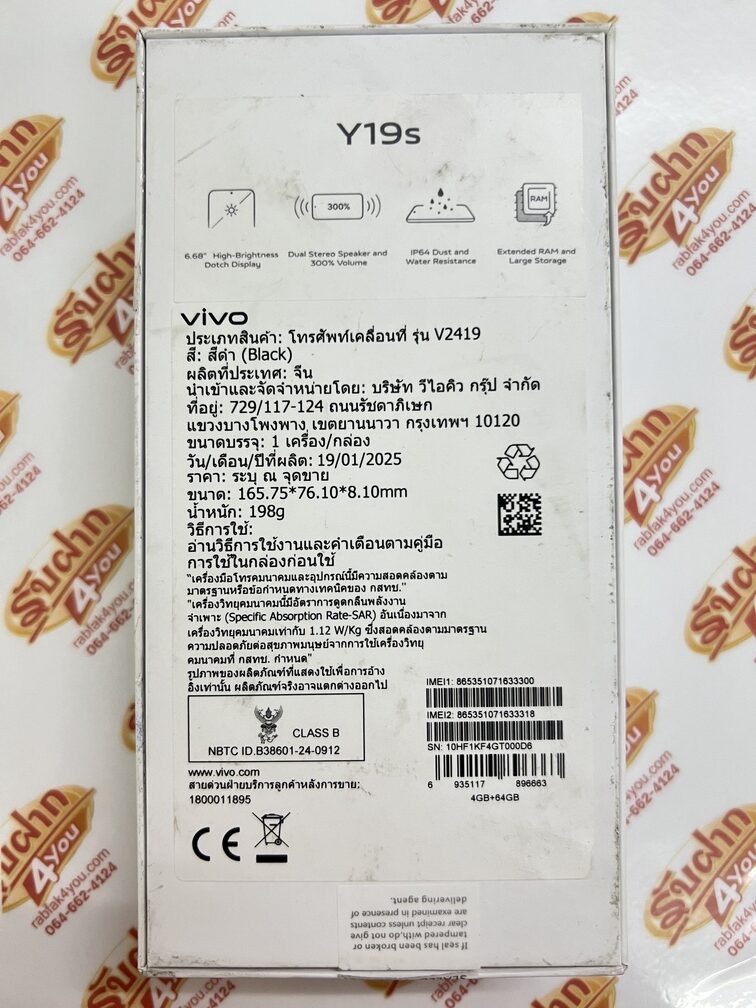 Y19s
300%
RAM
6.68" High-Brightness
Dotch Display
Dual Stereo Speaker and
300% Volume
IP64 Dust and
Water Resistance
Extended RAM and
Large Storage
vivo
ประเภทสินค้า: โทรศัพท์เคลื่อนที่ รุ่น V2419
สี: สีดำ (Black)
ผลิตที่ประเทศ: จีน
นำเข้าและจัดจำหน่ายโดย: บริษัท วีไอคิว กรุ๊ป จำกัด
ที่อยู่: 729/117-124 ถนนรัชดาภิเษก
แขวงบางโพงพาง เขตยานนาวา กรุงเทพฯ 10120
ขนาดบรรจุ: 1 เครื่อง/กล่อง
วัน/เดือน/ปีที่ผลิต: 19/01/2025
ราคา: ระบุ ณ จุดขาย
ขนาด: 165.75*76.10*8.10mm
น้ำหนัก: 198g
วิธีการใช้:
อ่านวิธีการใช้งานและคำเตือนตามคู่มือ
การใช้ในกล่องก่อนใช้
"เครื่องมือโทรคมนาคมและอุปกรณ์นี้มีความสอดคล้องตาม
มาตรฐานหรือข้อกำหนดทางเทคนิคของ กสทช."
"เครื่องวิทยุคมนาคมนี้มีอัตราการดูดกลืนพลังงาน
จำเพาะ (Specific Absorption Rate-SAR) อันเนื่องมาจาก
เครื่องวิทยุคมนาคมเท่ากับ 1.12 W/Kg ซึ่งสอดคล้องตามมาตรฐาน
ความปลอดภัยต่อสุขภาพมนุษย์จากการใช้เครื่องวิทยุ
คมนาคมที่ กสทช. กำหนด"
รูปภาพของผลิตภัณฑ์ที่แสดงใช้เพื่อการอ้าง
อิงเท่านั้น ผลิตภัณฑ์จริงอาจแตกต่างออกไป
CLASS B
NBTC ID.B38601-24-0912
www.vivo.com
สายด่วนฝ่ายบริการลูกค้าหลังการขาย:
1800011895
CE
IMEI1: 865351071633300
IMEI2: 865351071633318
SN: 10HF1KF4GT000D6
6 935117 896663
4GB+64GB
If seal has been broken or
tampered with,do not give
clear receipt unless contents
are examined in presence of
delivering agent.
รับฝาก
4you
rabfak4you.com
064-662-4124